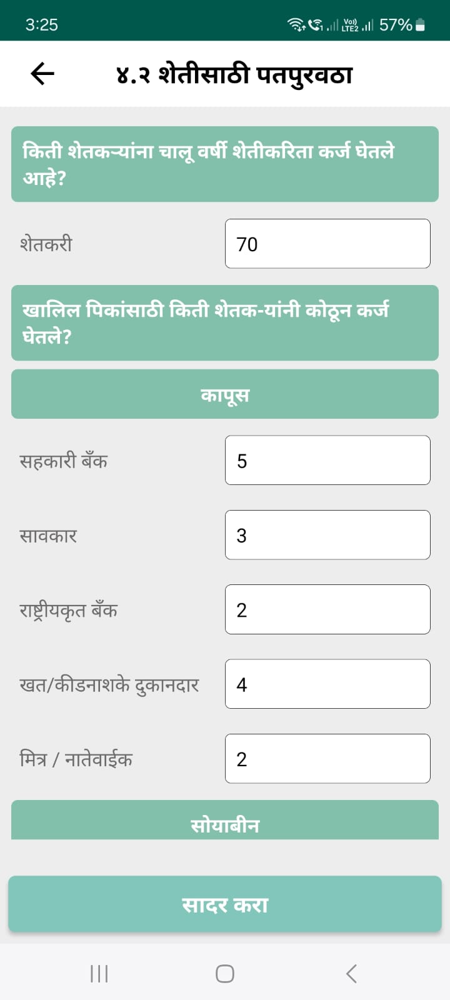 3:25 Vo)) LTE2 57%
४.२ शेतीसाठी पतपुरवठा
किती शेतकऱ्यांना चालू वर्षी शेतीकरिता कर्ज घेतले
आहे?
शेतकरी 70
खालिल पिकांसाठी किती शेतक-यांनी कोठून कर्ज
घेतले?
कापूस
सहकारी बँक 5
सावकार 3
राष्ट्रीयकृत बँक 2
खत/कीडनाशके दुकानदार 4
मित्र / नातेवाईक 2
सोयाबीन
सादर करा